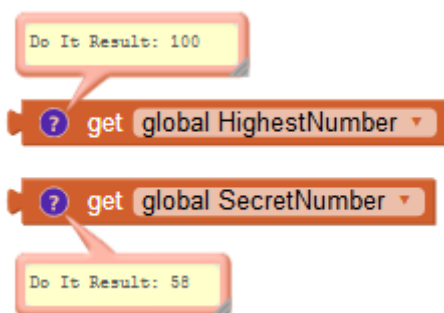 Do It Result: 100
? get global HighestNumber
? get global SecretNumber
Do It Result: 58